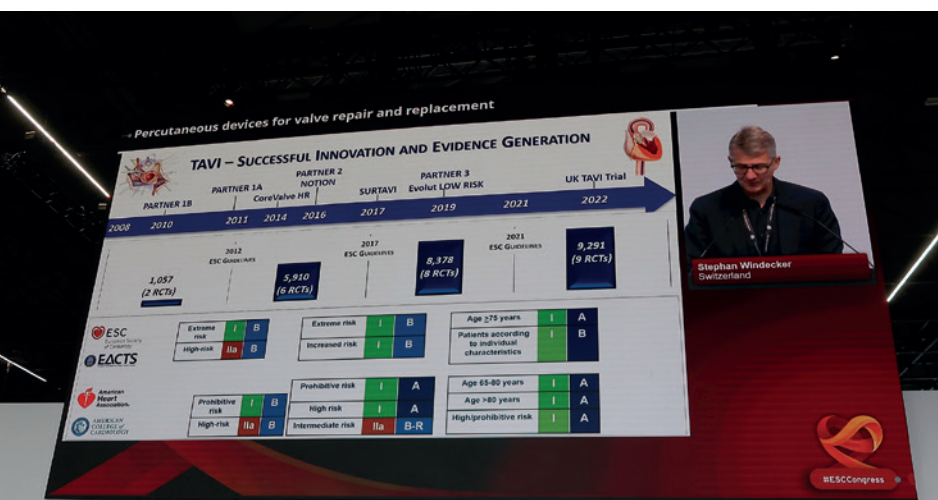 Percutaneous devices for valve repair and replacement
TAVI – SUCCESSFUL INNOVATION AND EVIDENCE GENERATION
PARTNER 1B
PARTNER 1A
CoreValve HR
PARTNER 2
NOTION
SURTAVI
PARTNER 3
Evolut LOW RISK
UK TAVI Trial
2008 2010 2011 2014 2016 2017 2019 2021 2022
2012
ESC GUIDELINES
2017
ESC GUIDELINES
2021
ESC GUIDELINES
1,057
(2 RCTs)
5,910
(6 RCTs)
8,378
(8 RCTs)
9,291
(9 RCTs)
Stephan Windecker
Switzerland
ESC
European Society
of Cardiology
EACTS
Extreme
risk I B
High-risk IIa B
Extreme risk I B
Increased risk I B
Age ≥75 years I A
Patients according
to individual
characteristics I B
American
Heart
Association.
AMERICAN
COLLEGE of
CARDIOLOGY
Prohibitive
risk I B
High-risk IIa B
Prohibitive risk I A
High risk I A
Intermediate risk IIa B-R
Age 65-80 years I A
Age >80 years I A
High/prohibitive risk I A
#ESCCongress